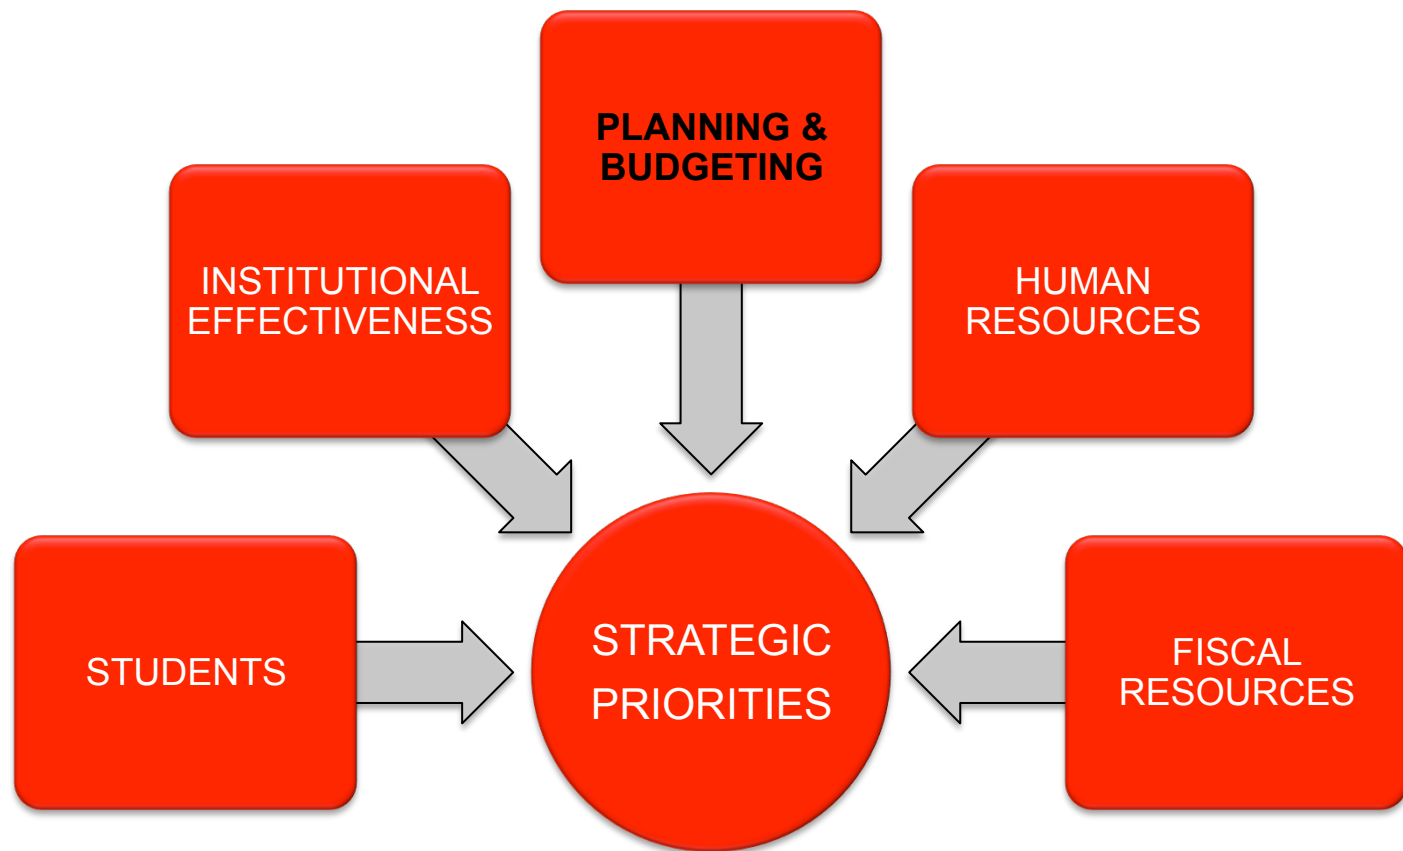 PLANNING &
BUDGETING
INSTITUTIONAL
EFFECTIVENESS
HUMAN
RESOURCES
STUDENTS
STRATEGIC
PRIORITIES
FISCAL
RESOURCES